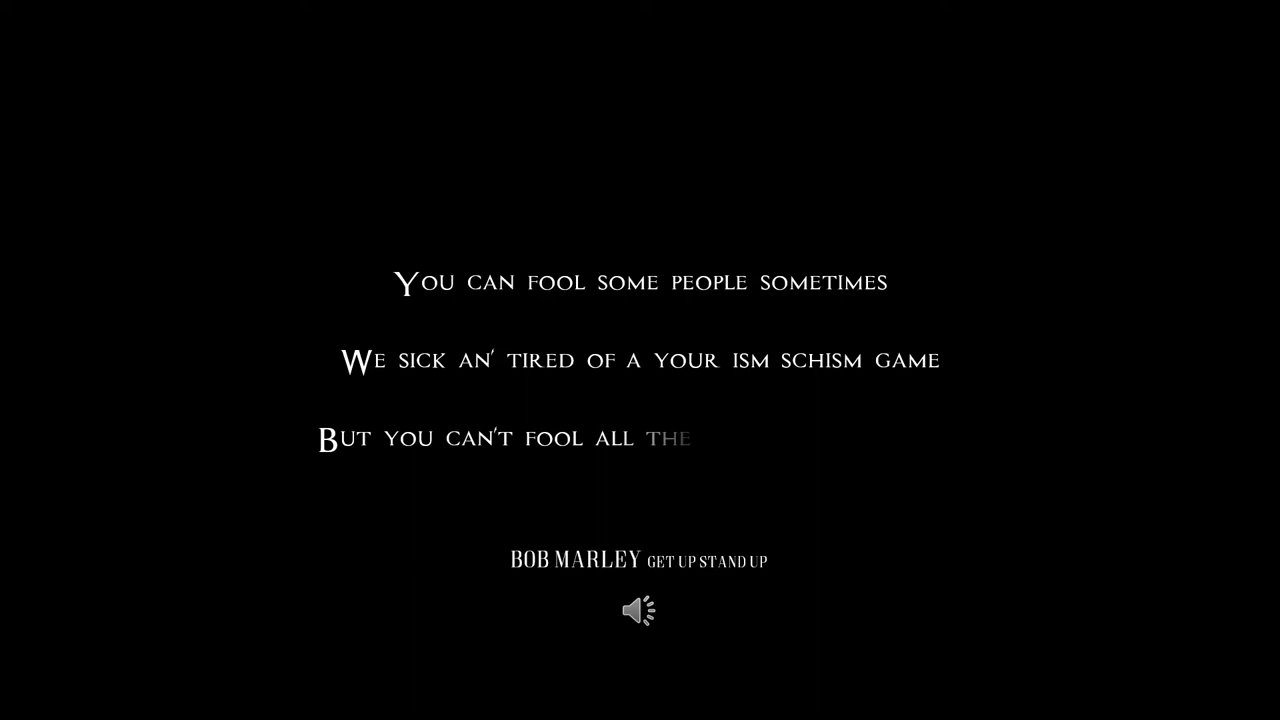 You can fool some people sometimes
We sick an' tired of a your ism schism game
But you can't fool all the
BOB MARLEY GET UP STAND UP